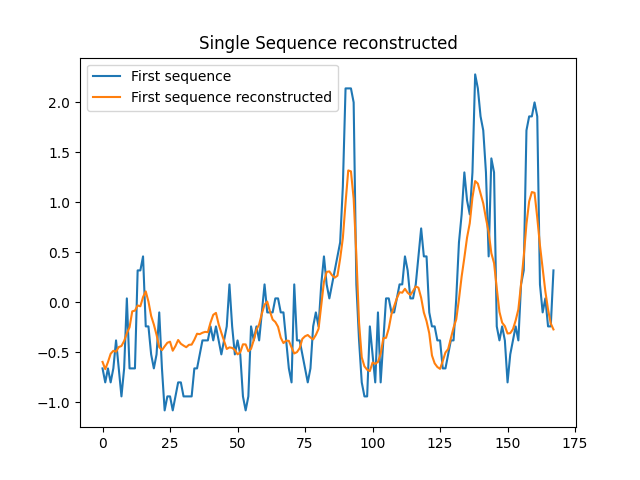 Single Sequence reconstructed
First sequence
First sequence reconstructed
2.0
1.5
1.0
0.5
0.0
−0.5
−1.0
0 25 50 75 100 125 150 175